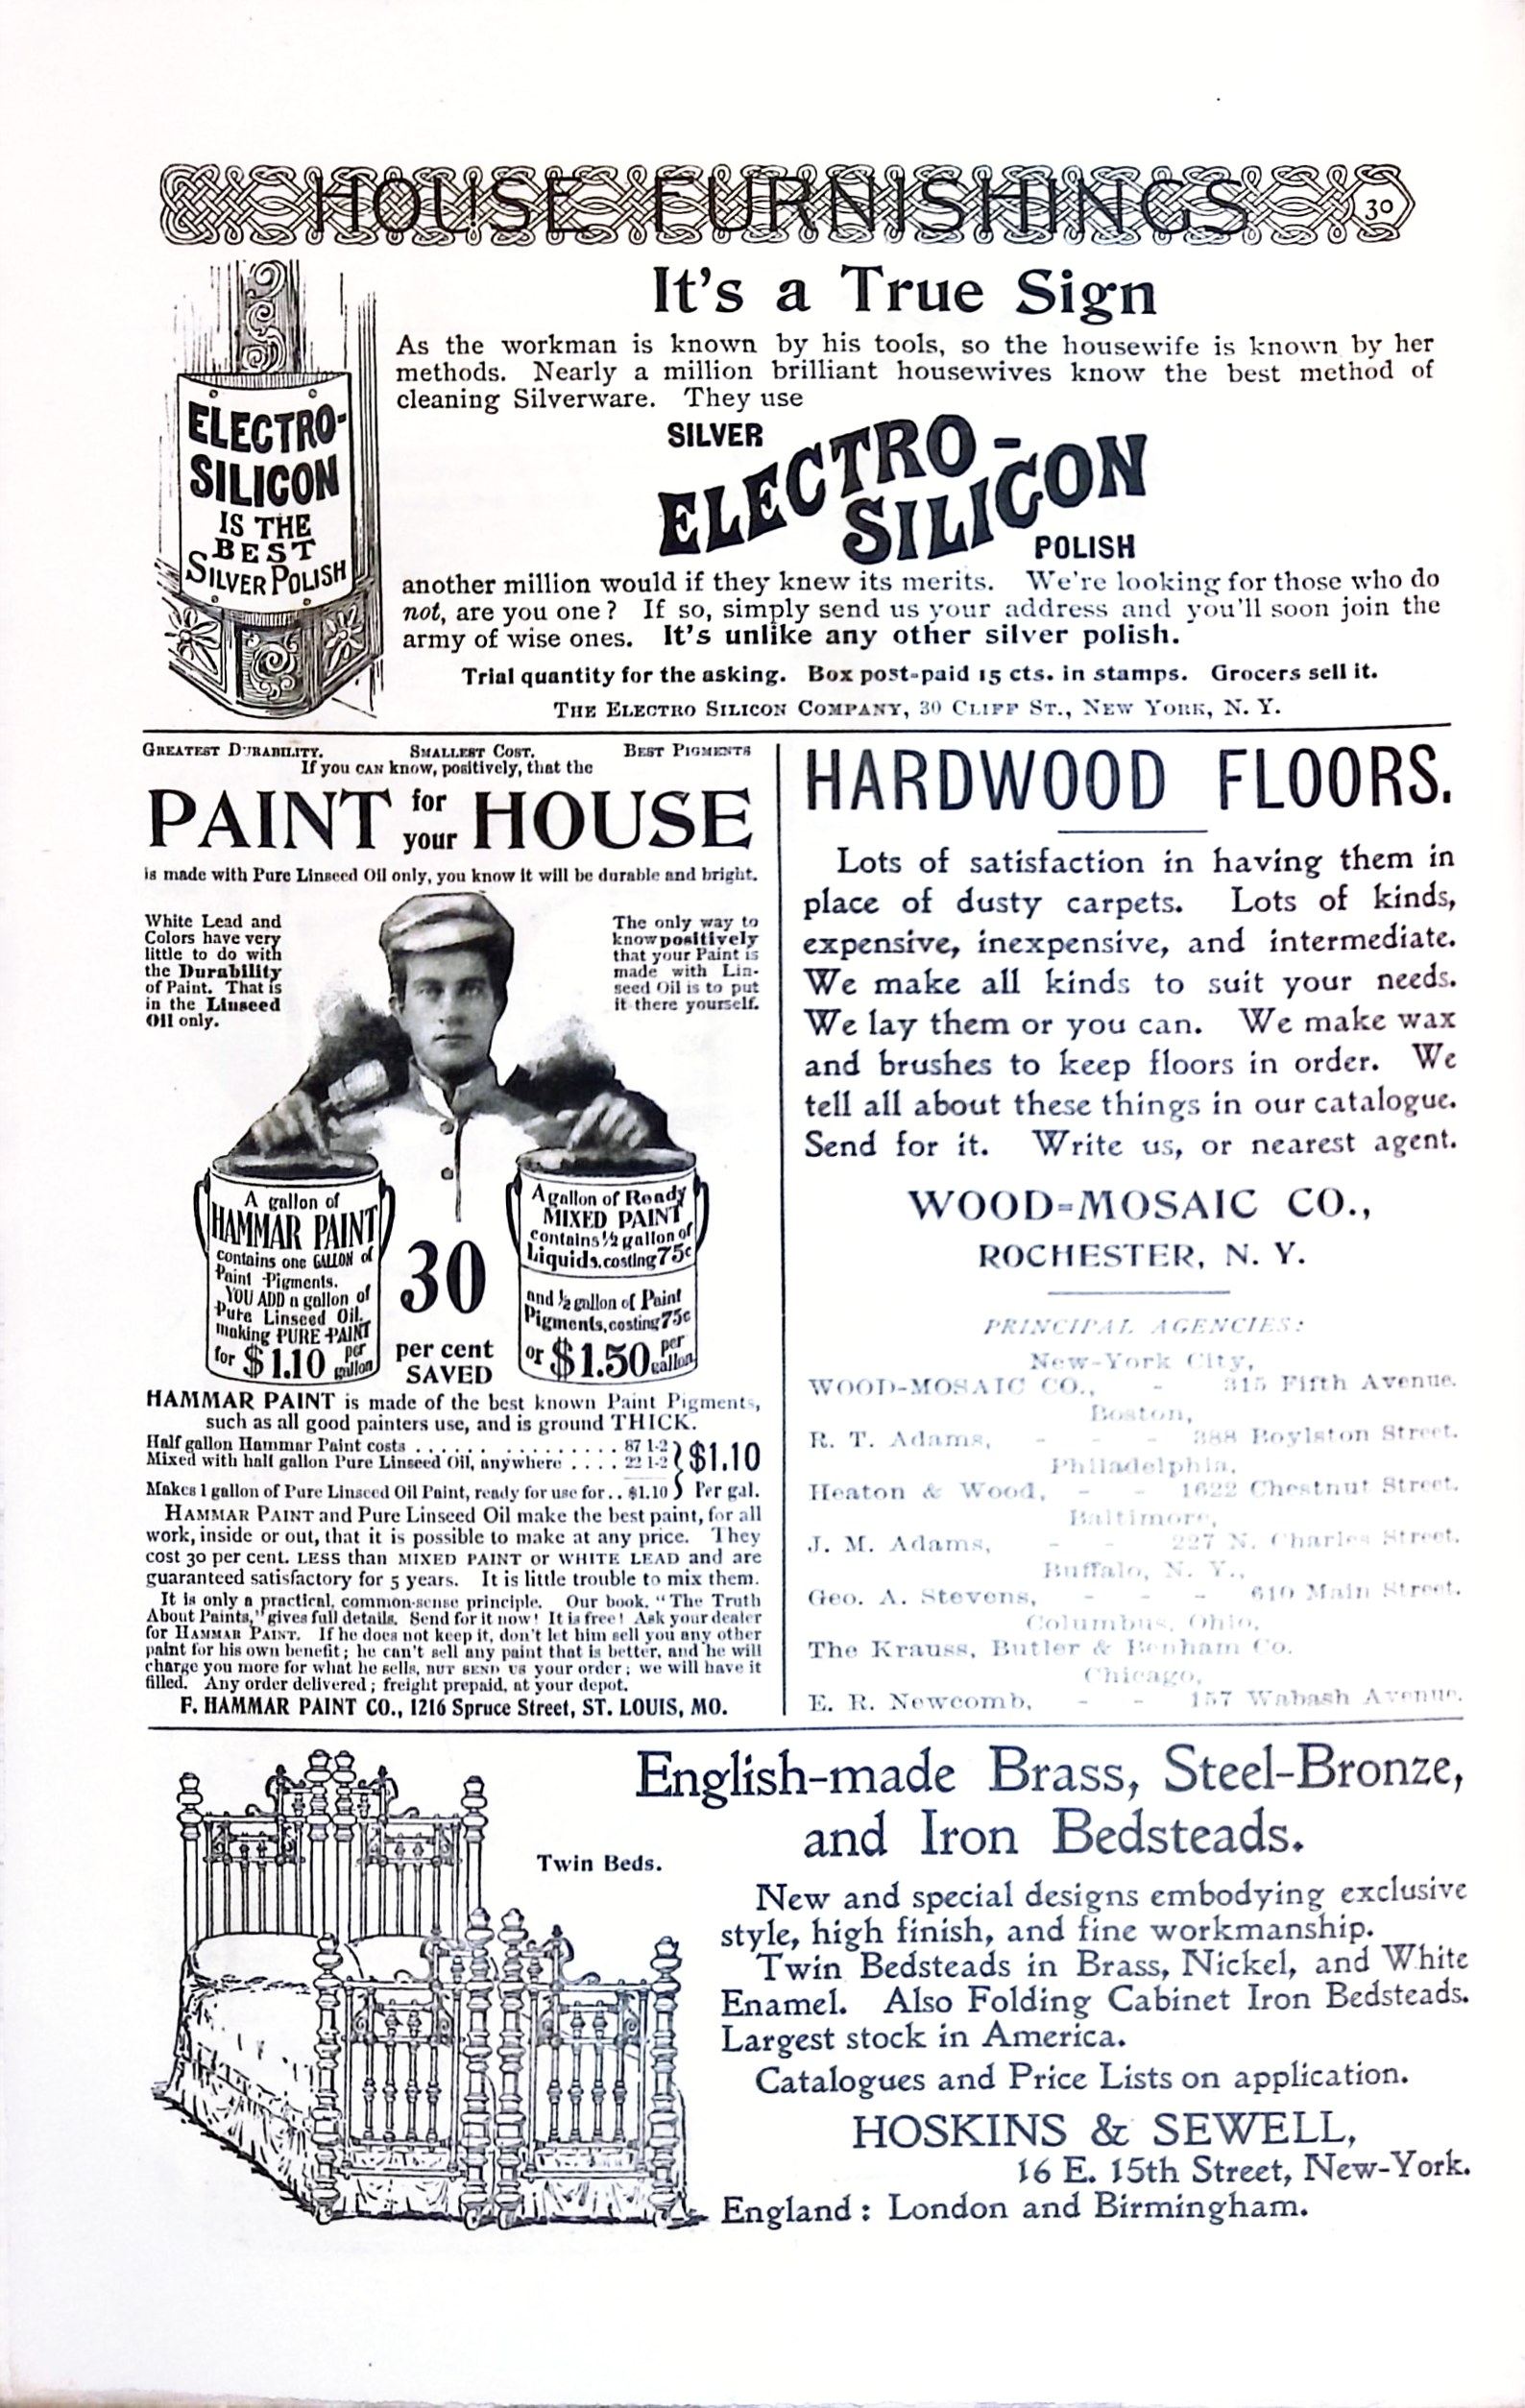 HOUSE FURNISHINGS 30
ELECTRO-
SILICON
IS THE
BEST
SILVER POLISH
It's a True Sign
As the workman is known by his tools, so the housewife is known by her
methods. Nearly a million brilliant housewives know the best method of
cleaning Silverware. They use
SILVER
ELECTRO-
SILICON
POLISH
another million would if they knew its merits. We're looking for those who do
not, are you one? If so, simply send us your address and you'll soon join the
army of wise ones. It's unlike any other silver polish.
Trial quantity for the asking. Box post-paid 15 cts. in stamps. Grocers sell it.
THE ELECTRO SILICON COMPANY, 30 CLIFF ST., NEW YORK, N. Y.
GREATEST DURABILITY. SMALLEST COST. BEST PIGMENTS
If you CAN know, positively, that the
PAINT for your HOUSE
is made with Pure Linseed Oil only, you know it will be durable and bright.
White Lead and
Colors have very
little to do with
the Durability
of Paint. That is
in the Linseed
Oil only.
The only way to
know positively
that your Paint is
made with Lin-
seed Oil is to put
it there yourself.
A gallon of
HAMMAR PAINT
contains one GALLON of
Paint Pigments.
YOU ADD a gallon of
Pure Linseed Oil.
making PURE PAINT
for $1.10 per gallon
30
per cent
SAVED
A gallon of Ready
MIXED PAINT
contains ½ gallon of
Liquids, costing 75c
and ½ gallon of Paint
Pigments, costing 75c
or $1.50 per gallon
HAMMAR PAINT is made of the best known Paint Pigments,
such as all good painters use, and is ground THICK.
Half gallon Hammar Paint costs . . . . . . . . . . . . . . . . 87 1-2
Mixed with half gallon Pure Linseed Oil, anywhere . . . . 22 1-2 } $1.10
Makes 1 gallon of Pure Linseed Oil Paint, ready for use for . . $1.10 Per gal.
HAMMAR PAINT and Pure Linseed Oil make the best paint, for all
work, inside or out, that it is possible to make at any price. They
cost 30 per cent. LESS than MIXED PAINT or WHITE LEAD and are
guaranteed satisfactory for 5 years. It is little trouble to mix them.
It is only a practical, common-sense principle. Our book, "The Truth
About Paints," gives full details. Send for it now! It is free! Ask your dealer
for HAMMAR PAINT. If he does not keep it, don't let him sell you any other
paint for his own benefit; he can't sell any paint that is better, and he will
charge you more for what he sells, BUT SEND US your order; we will have it
filled. Any order delivered; freight prepaid, at your depot.
F. HAMMAR PAINT CO., 1216 Spruce Street, ST. LOUIS, MO.
HARDWOOD FLOORS.
Lots of satisfaction in having them in
place of dusty carpets. Lots of kinds,
expensive, inexpensive, and intermediate.
We make all kinds to suit your needs.
We lay them or you can. We make wax
and brushes to keep floors in order. We
tell all about these things in our catalogue.
Send for it. Write us, or nearest agent.
WOOD-MOSAIC CO.,
ROCHESTER, N. Y.
PRINCIPAL AGENCIES:
New-York City,
WOOD-MOSAIC CO., - 315 Fifth Avenue.
Boston,
R. T. Adams, - - - 388 Boylston Street.
Philadelphia,
Heaton & Wood, - - 1622 Chestnut Street.
Baltimore,
J. M. Adams, - - 227 N. Charles Street.
Buffalo, N. Y.,
Geo. A. Stevens, - - - 610 Main Street.
Columbus, Ohio,
The Krauss, Butler & Benham Co.
Chicago,
E. R. Newcomb, - - 157 Wabash Avenue.
Twin Beds.
English-made Brass, Steel-Bronze,
and Iron Bedsteads.
New and special designs embodying exclusive
style, high finish, and fine workmanship.
Twin Bedsteads in Brass, Nickel, and White
Enamel. Also Folding Cabinet Iron Bedsteads.
Largest stock in America.
Catalogues and Price Lists on application.
HOSKINS & SEWELL,
16 E. 15th Street, New-York.
England: London and Birmingham.